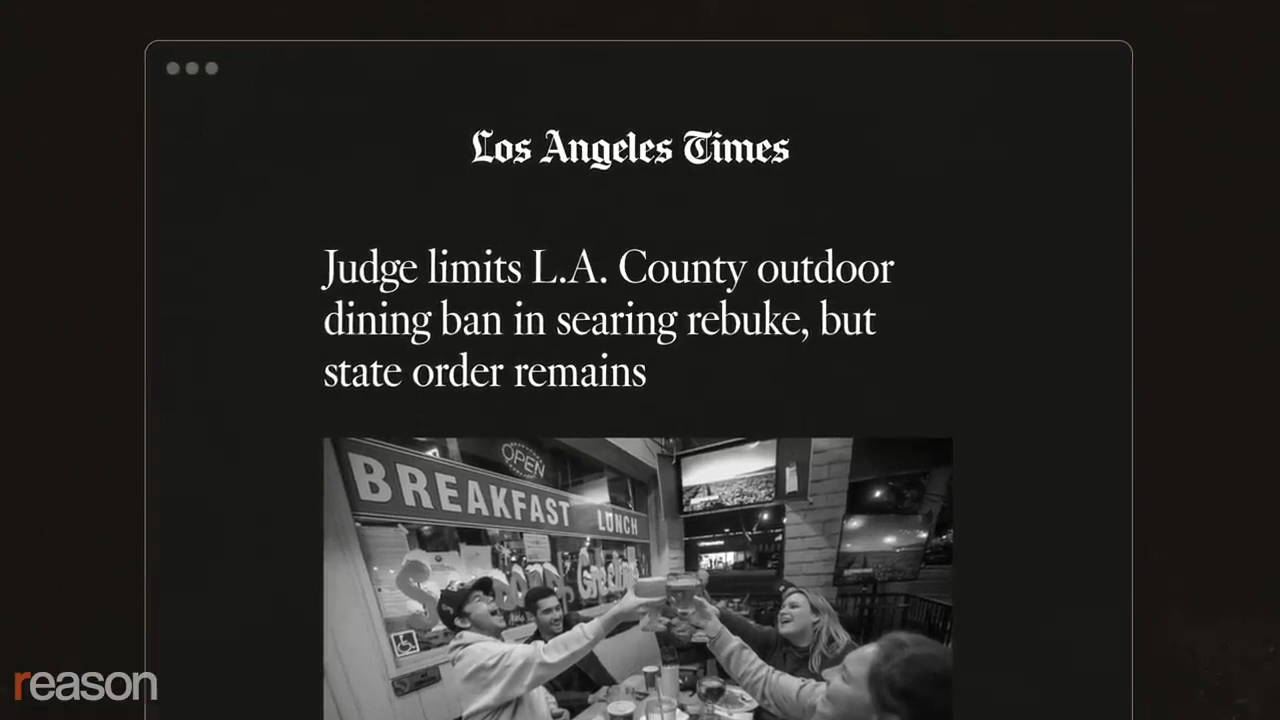 Los Angeles Times
Judge limits L.A. County outdoor
dining ban in searing rebuke, but
state order remains
OPEN
BREAKFAST LUNCH
reason